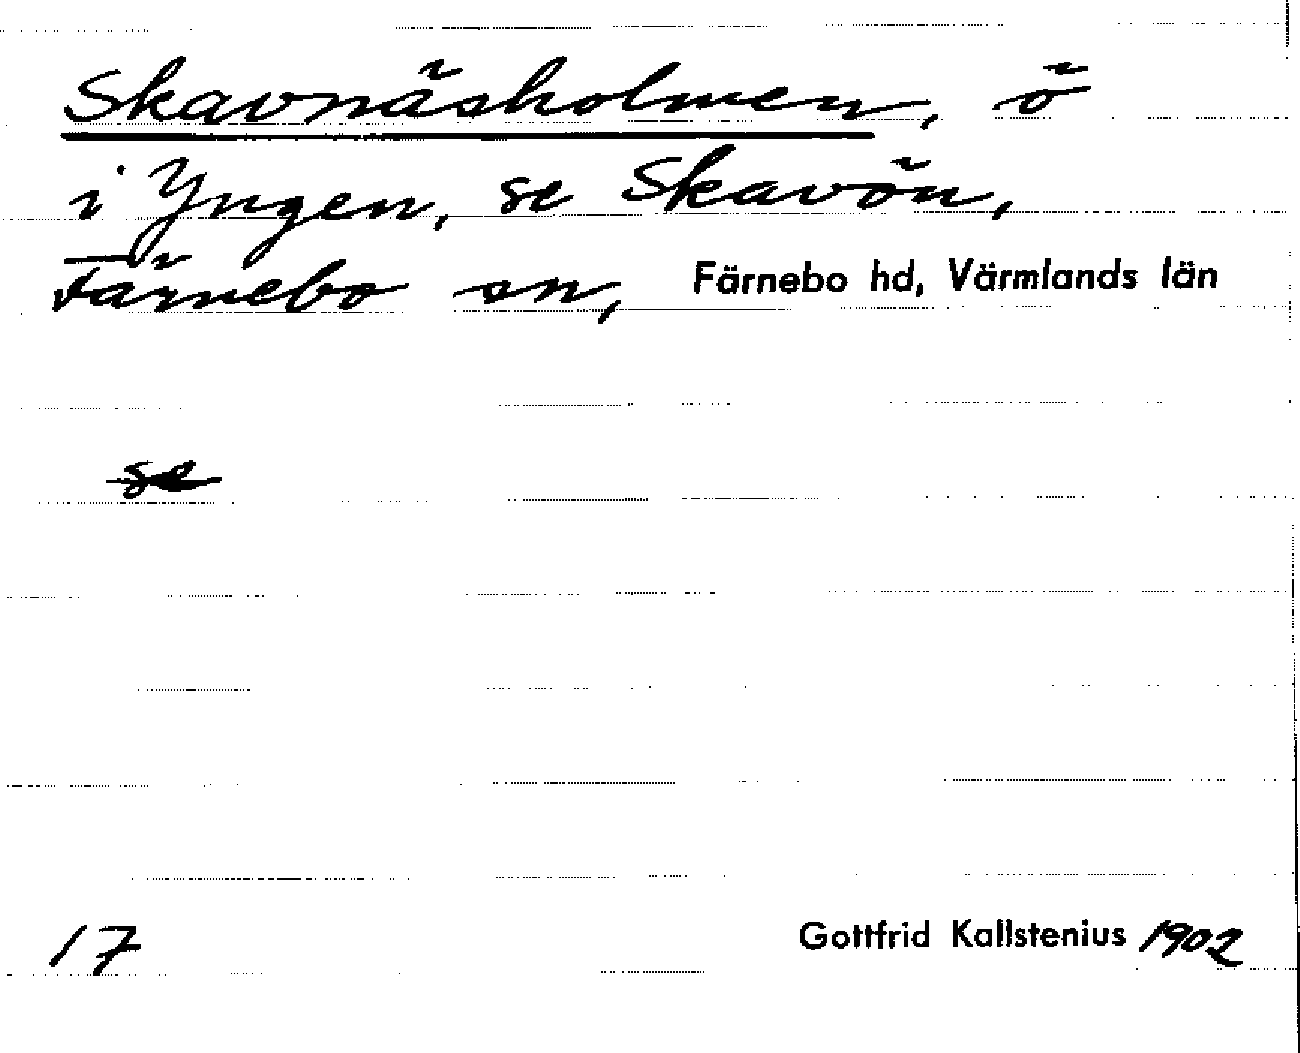 Skavnäsholmen, ö
i Yngen, se Skavön,
Färnebo sn, Färnebo hd, Värmlands län
se
17 Gottfrid Kallstenius 1902